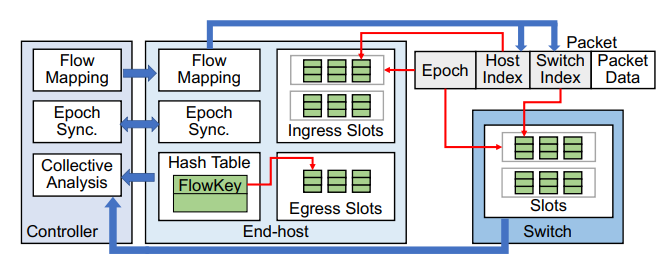 Flow
Mapping
Epoch
Sync.
Collective
Analysis
Controller
Flow
Mapping
Epoch
Sync.
Hash Table
FlowKey
Ingress Slots
Egress Slots
End-host
Packet
Epoch
Host
Index
Switch
Index
Packet
Data
Slots
Switch